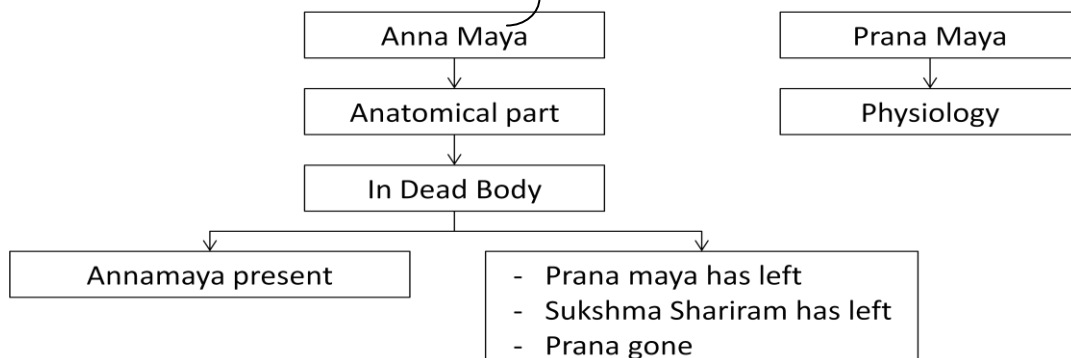 Anna Maya
Prana Maya
Anatomical part
Physiology
In Dead Body
Annamaya present
- Prana maya has left
- Sukshma Shariram has left
- Prana gone